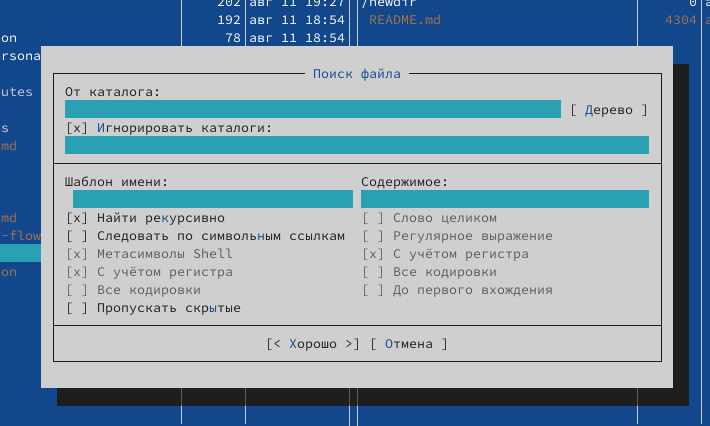 202 авг 11 19:27 /newdir 0
192 авг 11 18:54 README.md 4304
on 78 авг 11 18:54
ersona
Поиск файла
utes От каталога:
[ Дерево ]
s [x] Игнорировать каталоги:
md
Шаблон имени: Содержимое:
md [x] Найти рекурсивно [ ] Слово целиком
-flow [ ] Следовать по символьным ссылкам [ ] Регулярное выражение
[x] Метасимволы Shell [x] С учётом регистра
on [x] С учётом регистра [ ] Все кодировки
[ ] Все кодировки [ ] До первого вхождения
[ ] Пропускать скрытые
[< Хорошо >] [ Отмена ]